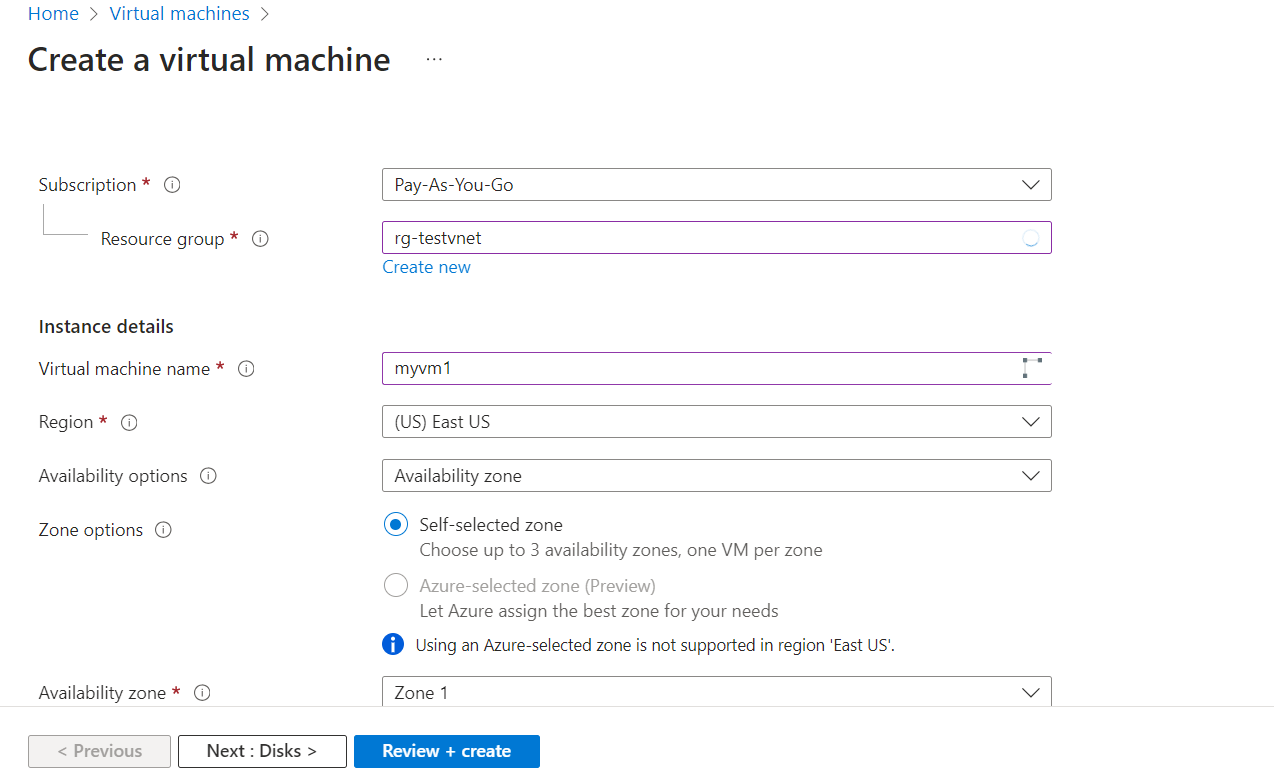 Home > Virtual machines >
Create a virtual machine ...
Subscription * Pay-As-You-Go
Resource group * rg-testvnet
Create new
Instance details
Virtual machine name * myvm1
Region * (US) East US
Availability options Availability zone
Zone options Self-selected zone
Choose up to 3 availability zones, one VM per zone
Azure-selected zone (Preview)
Let Azure assign the best zone for your needs
Using an Azure-selected zone is not supported in region 'East US'.
Availability zone * Zone 1
< Previous Next : Disks > Review + create